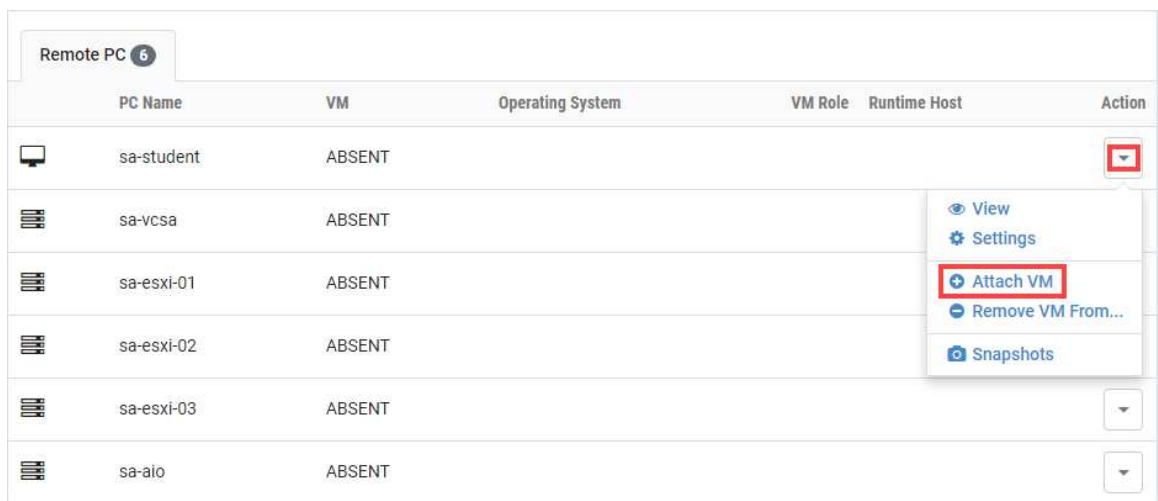 Remote PC 6
PC Name VM Operating System VM Role Runtime Host Action
sa-student ABSENT
View
sa-vcsa ABSENT
Settings
sa-esxi-01 ABSENT Attach VM
Remove VM From...
sa-esxi-02 ABSENT Snapshots
sa-esxi-03 ABSENT
sa-aio ABSENT